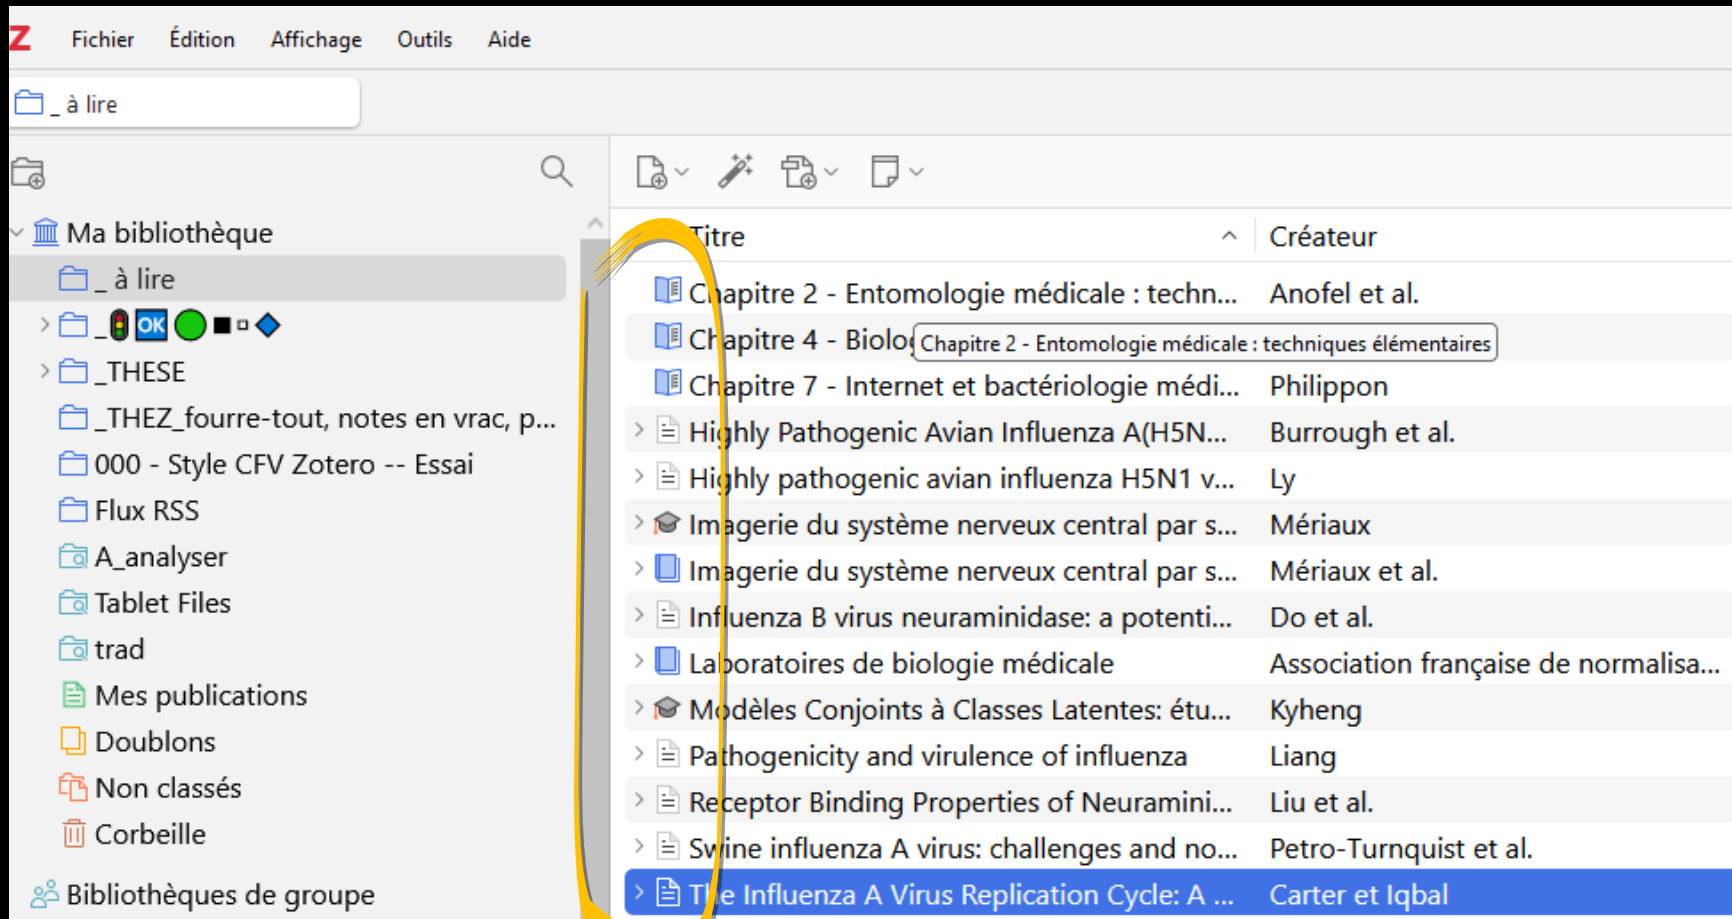 Z Fichier Édition Affichage Outils Aide
_ à lire
Ma bibliothèque
_ à lire
_🚦🆗🟢◼▫🔷
_THESE
_THEZ_fourre-tout, notes en vrac, p...
000 - Style CFV Zotero -- Essai
Flux RSS
A_analyser
Tablet Files
trad
Mes publications
Doublons
Non classés
Corbeille
Bibliothèques de groupe
Titre Créateur
Chapitre 2 - Entomologie médicale : techn... Anofel et al.
Chapitre 4 - Biolog
Chapitre 2 - Entomologie médicale : techniques élémentaires
Chapitre 7 - Internet et bactériologie médi... Philippon
Highly Pathogenic Avian Influenza A(H5N... Burrough et al.
Highly pathogenic avian influenza H5N1 v... Ly
Imagerie du système nerveux central par s... Mériaux
Imagerie du système nerveux central par s... Mériaux et al.
Influenza B virus neuraminidase: a potenti... Do et al.
Laboratoires de biologie médicale Association française de normalisa...
Modèles Conjoints à Classes Latentes: étu... Kyheng
Pathogenicity and virulence of influenza Liang
Receptor Binding Properties of Neuramini... Liu et al.
Swine influenza A virus: challenges and no... Petro-Turnquist et al.
The Influenza A Virus Replication Cycle: A ... Carter et Iqbal